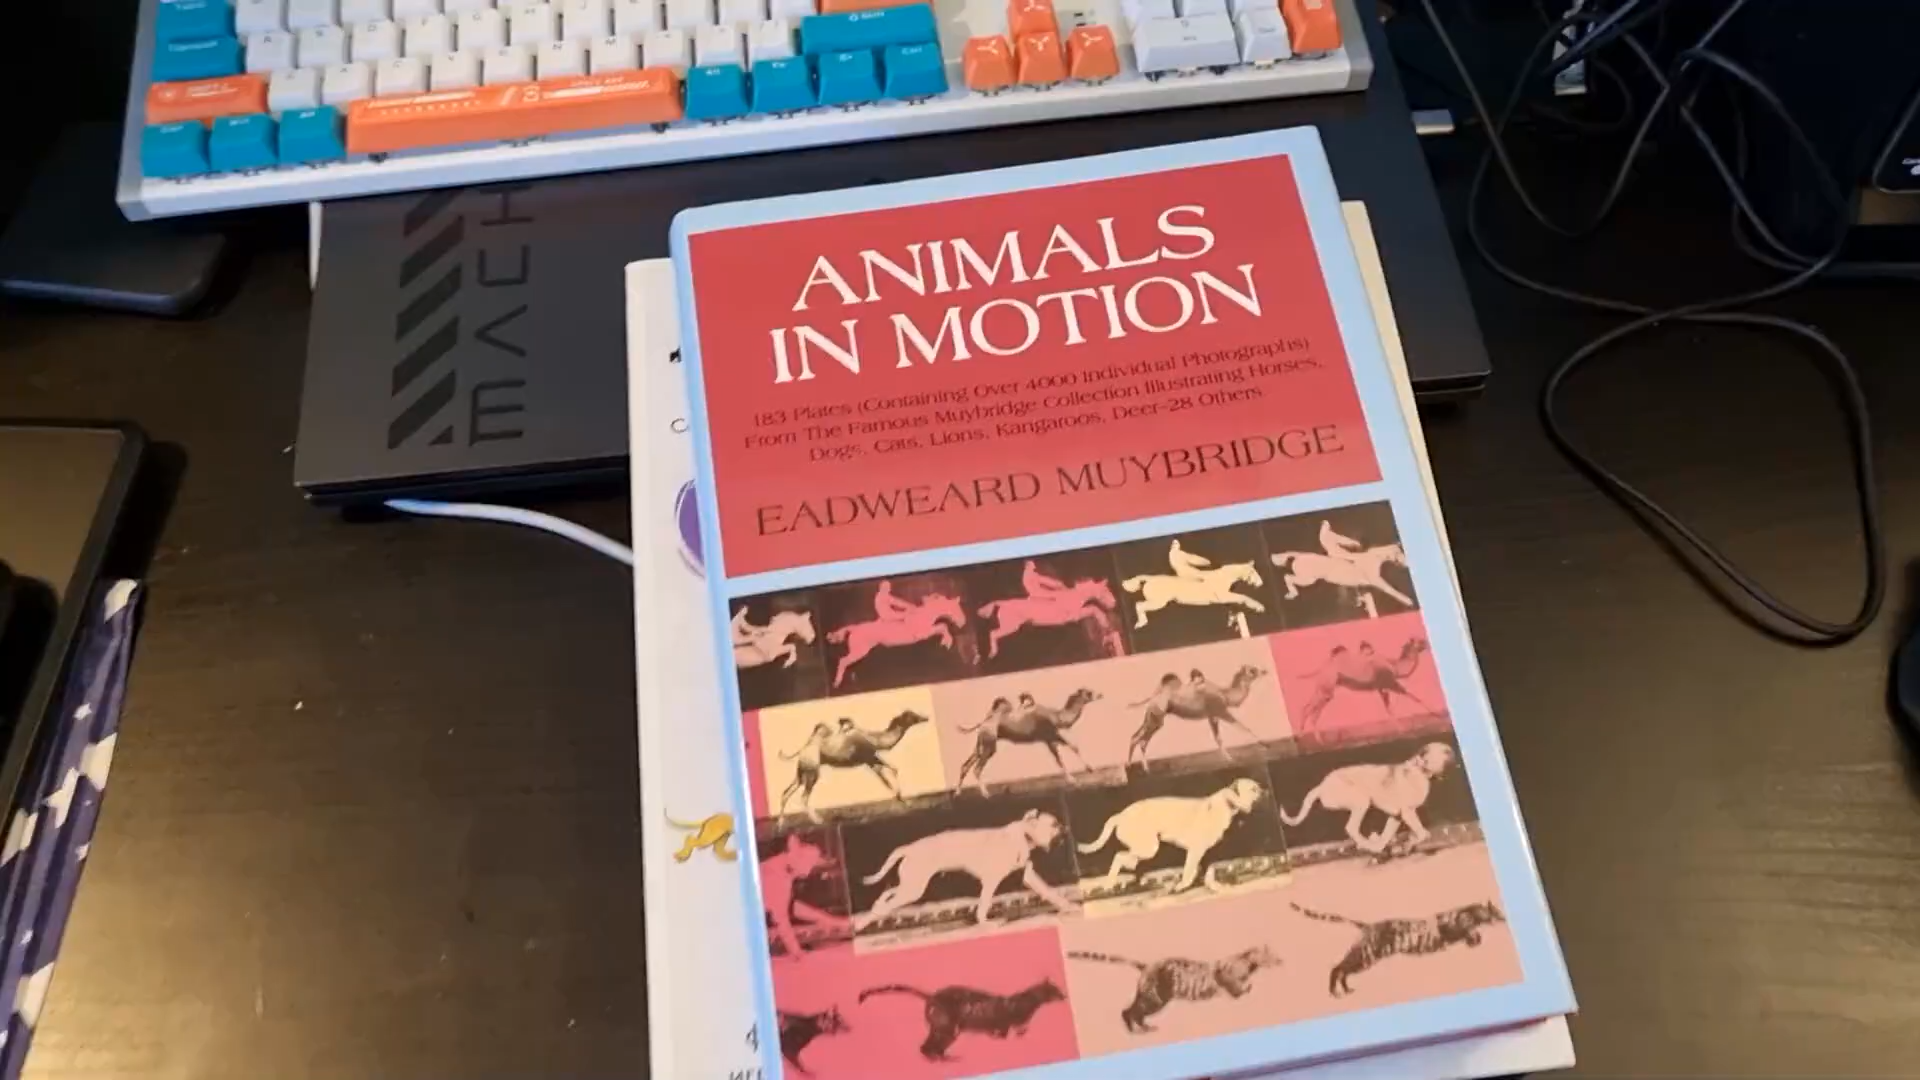 ANIMALS
IN MOTION
183 Plates (Containing Over 4000 Individual Photographs)
From The Famous Muybridge Collection Illustrating Horses,
Dogs, Cats, Lions, Kangaroos, Deer-28 Others
EADWEARD MUYBRIDGE